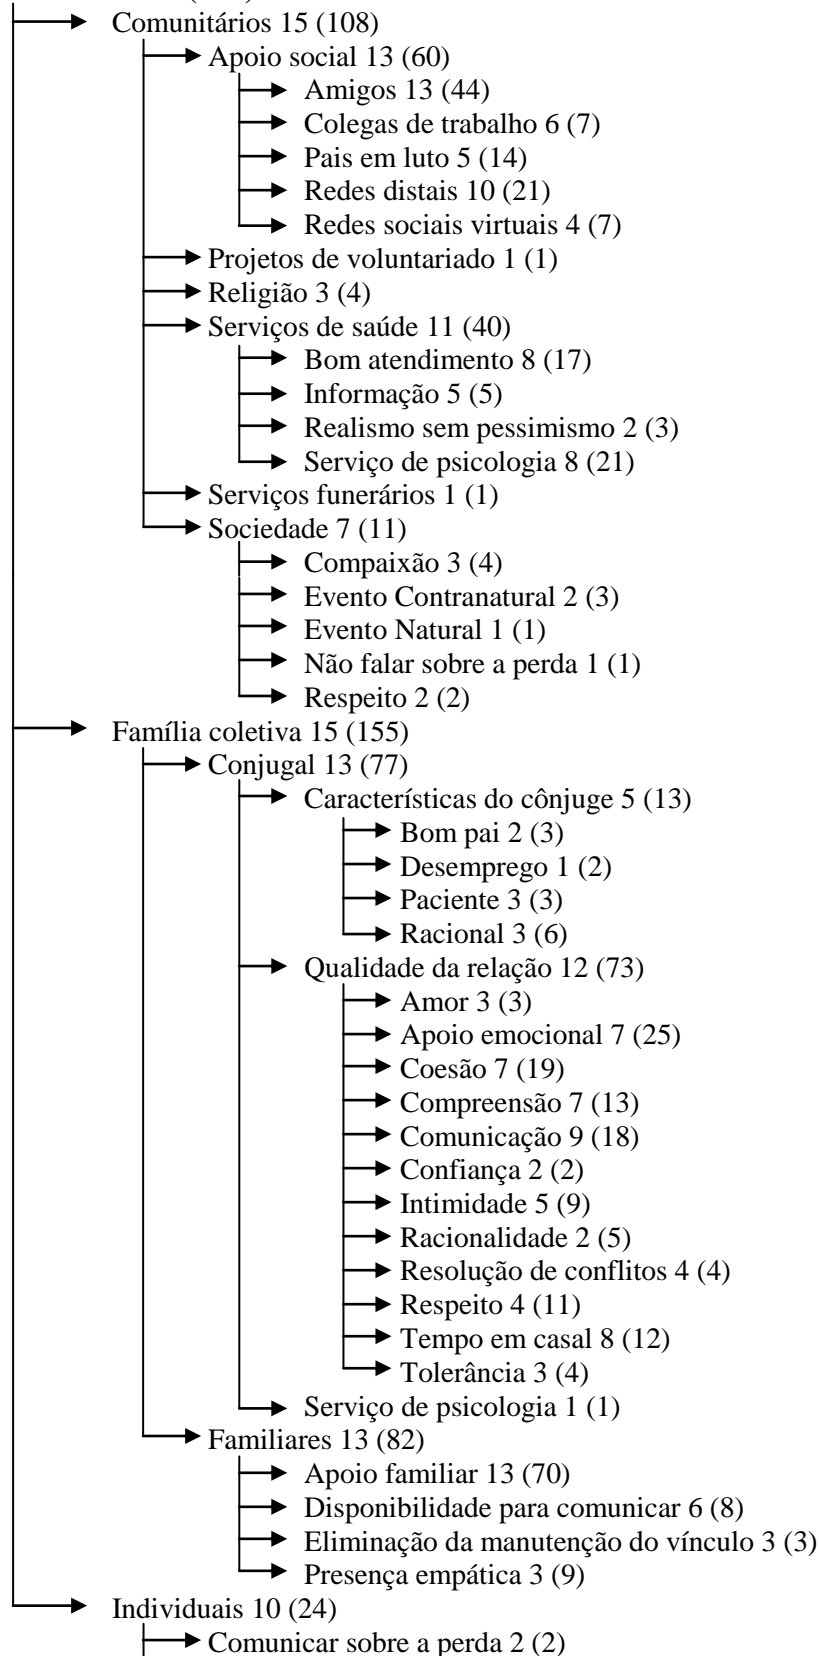 Comunitários 15 (108)
Apoio social 13 (60)
Amigos 13 (44)
Colegas de trabalho 6 (7)
Pais em luto 5 (14)
Redes distais 10 (21)
Redes sociais virtuais 4 (7)
Projetos de voluntariado 1 (1)
Religião 3 (4)
Serviços de saúde 11 (40)
Bom atendimento 8 (17)
Informação 5 (5)
Realismo sem pessimismo 2 (3)
Serviço de psicologia 8 (21)
Serviços funerários 1 (1)
Sociedade 7 (11)
Compaixão 3 (4)
Evento Contranatural 2 (3)
Evento Natural 1 (1)
Não falar sobre a perda 1 (1)
Respeito 2 (2)
Família coletiva 15 (155)
Conjugal 13 (77)
Características do cônjuge 5 (13)
Bom pai 2 (3)
Desemprego 1 (2)
Paciente 3 (3)
Racional 3 (6)
Qualidade da relação 12 (73)
Amor 3 (3)
Apoio emocional 7 (25)
Coesão 7 (19)
Compreensão 7 (13)
Comunicação 9 (18)
Confiança 2 (2)
Intimidade 5 (9)
Racionalidade 2 (5)
Resolução de conflitos 4 (4)
Respeito 4 (11)
Tempo em casal 8 (12)
Tolerância 3 (4)
Serviço de psicologia 1 (1)
Familiares 13 (82)
Apoio familiar 13 (70)
Disponibilidade para comunicar 6 (8)
Eliminação da manutenção do vínculo 3 (3)
Presença empática 3 (9)
Individuais 10 (24)
Comunicar sobre a perda 2 (2)